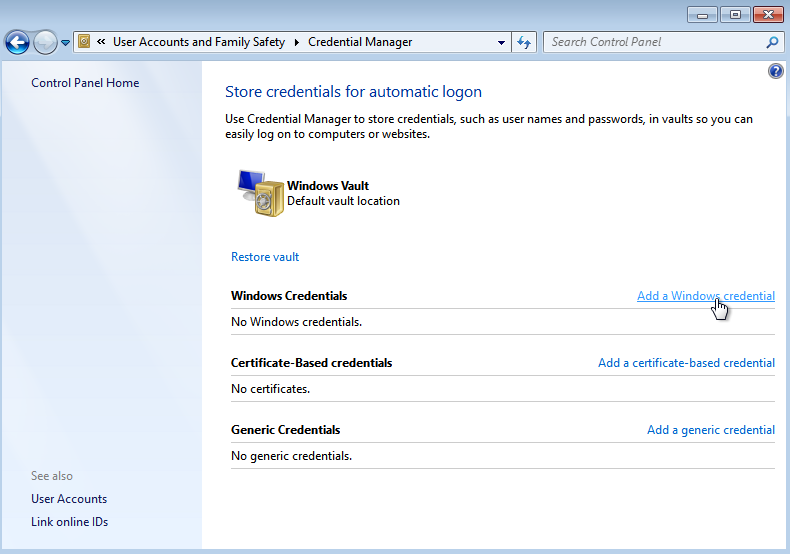 « User Accounts and Family Safety ▸ Credential Manager
Search Control Panel
Control Panel Home
Store credentials for automatic logon
Use Credential Manager to store credentials, such as user names and passwords, in vaults so you can
easily log on to computers or websites.
Windows Vault
Default vault location
Restore vault
Windows Credentials Add a Windows credential
No Windows credentials.
Certificate-Based credentials Add a certificate-based credential
No certificates.
Generic Credentials Add a generic credential
No generic credentials.
See also
User Accounts
Link online IDs